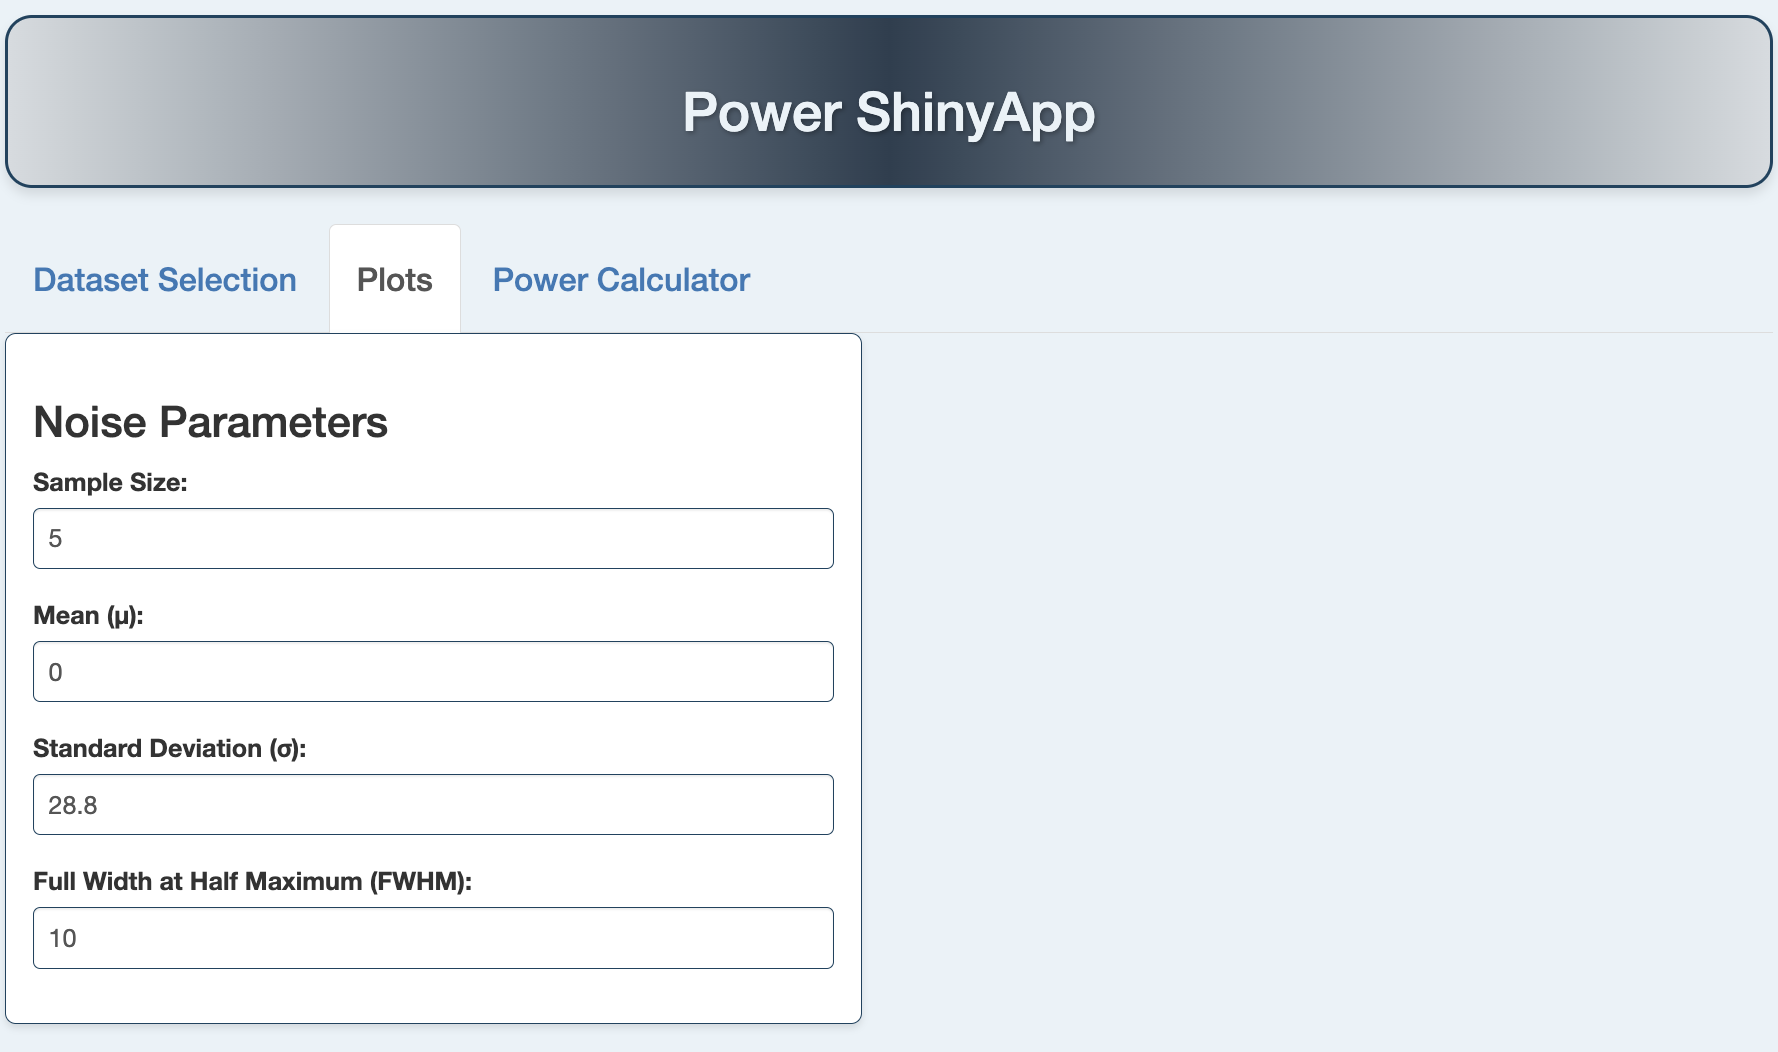 Power ShinyApp
Dataset Selection Plots Power Calculator
Noise Parameters
Sample Size:
5
Mean (μ):
0
Standard Deviation (σ):
28.8
Full Width at Half Maximum (FWHM):
10